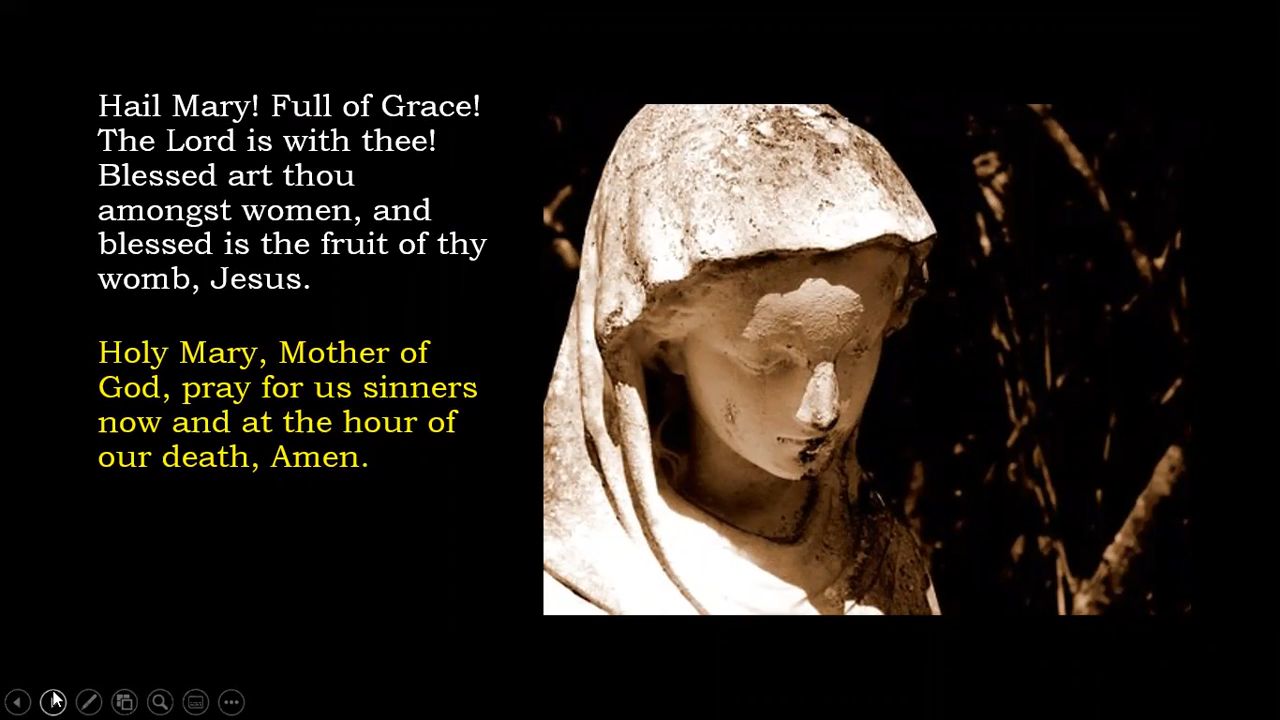 Hail Mary! Full of Grace!
The Lord is with thee!
Blessed art thou
amongst women, and
blessed is the fruit of thy
womb, Jesus.
Holy Mary, Mother of
God, pray for us sinners
now and at the hour of
our death, Amen.